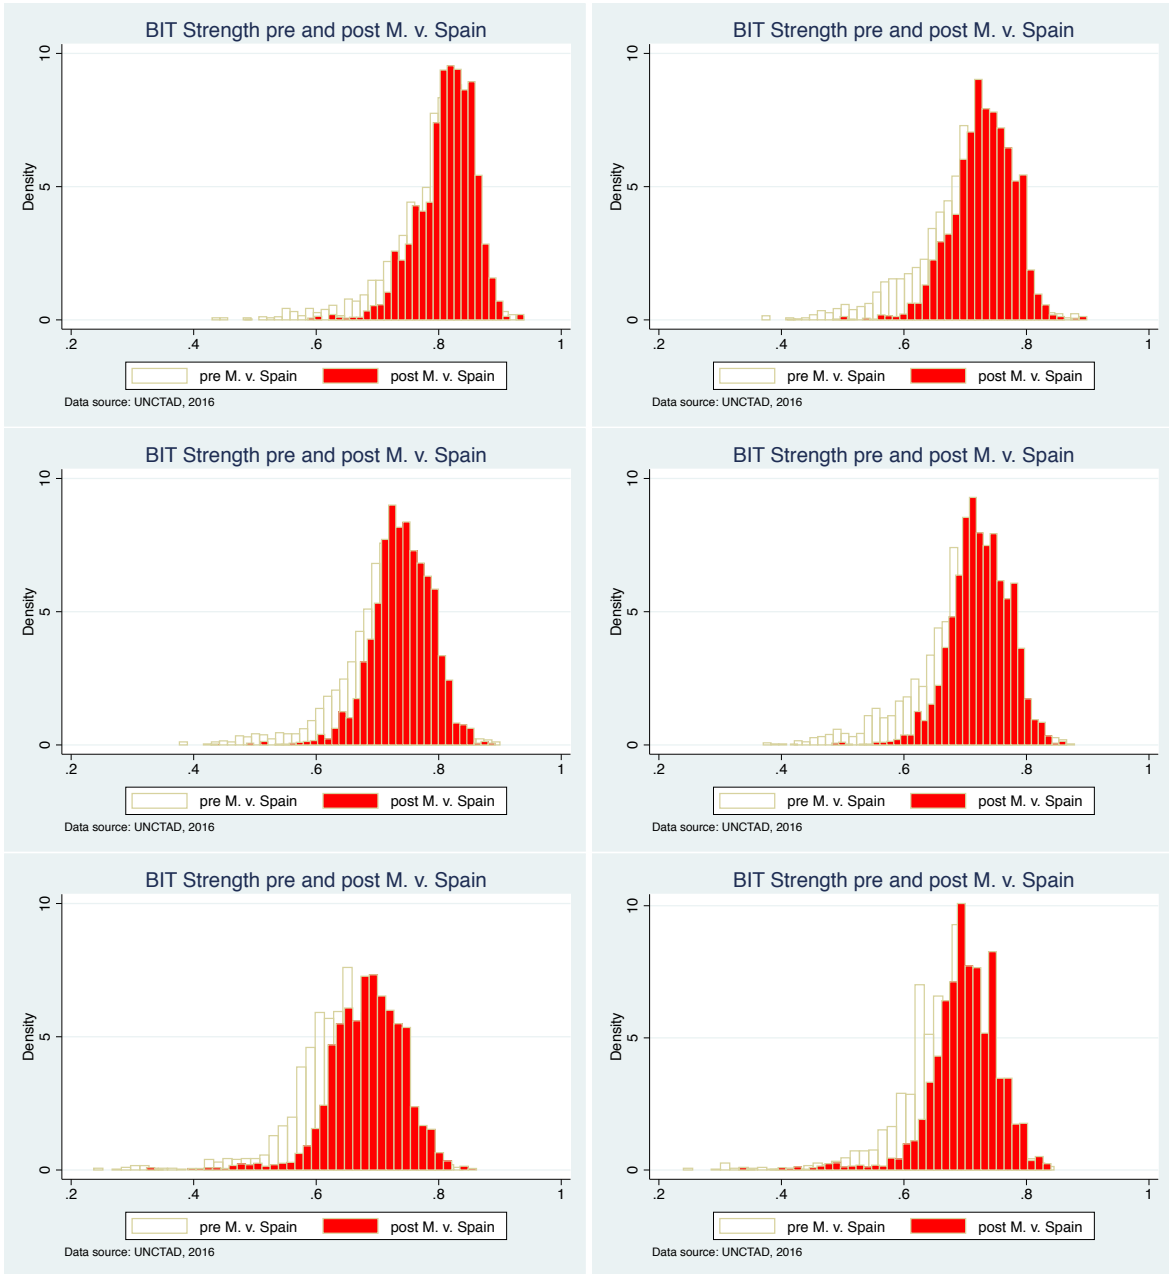 BIT Strength pre and post M. v. Spain
10
5
0
Density
.2 .4 .6 .8 1
pre M. v. Spain post M. v. Spain
Data source: UNCTAD, 2016
BIT Strength pre and post M. v. Spain
10
5
0
Density
.2 .4 .6 .8 1
pre M. v. Spain post M. v. Spain
Data source: UNCTAD, 2016
BIT Strength pre and post M. v. Spain
10
5
0
Density
.2 .4 .6 .8 1
pre M. v. Spain post M. v. Spain
Data source: UNCTAD, 2016
BIT Strength pre and post M. v. Spain
10
5
0
Density
.2 .4 .6 .8 1
pre M. v. Spain post M. v. Spain
Data source: UNCTAD, 2016
BIT Strength pre and post M. v. Spain
10
5
0
Density
.2 .4 .6 .8 1
pre M. v. Spain post M. v. Spain
Data source: UNCTAD, 2016
BIT Strength pre and post M. v. Spain
10
5
0
Density
.2 .4 .6 .8 1
pre M. v. Spain post M. v. Spain
Data source: UNCTAD, 2016